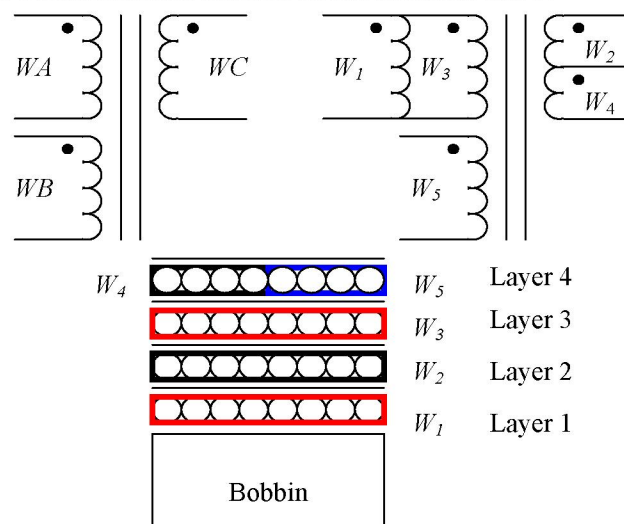 WA WC W₁ W₃ W₂
W₄
WB W₅
W₄ W₅ Layer 4
W₃ Layer 3
W₂ Layer 2
W₁ Layer 1
Bobbin